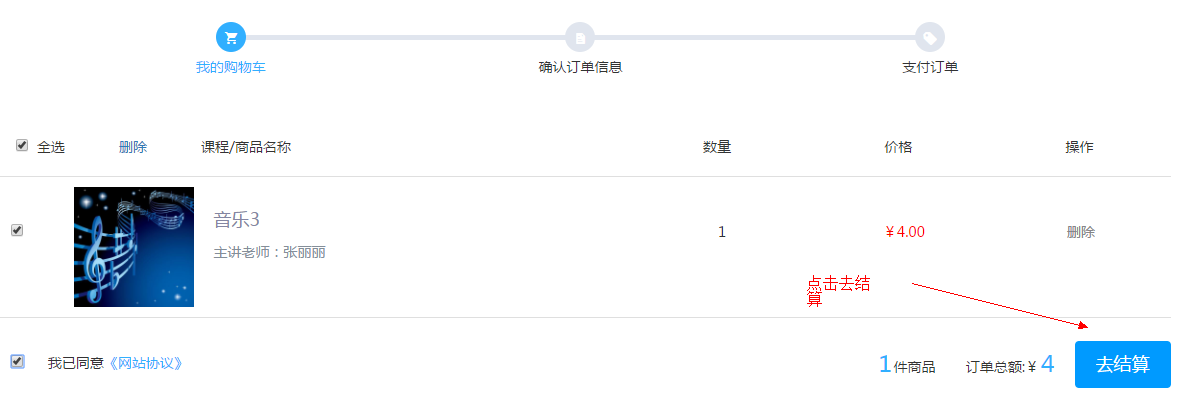 我的购物车 确认订单信息 支付订单
全选 删除 课程/商品名称 数量 价格 操作
音乐3
主讲老师：张丽丽
1 ￥4.00 删除
点击去结
算
我已同意《网站协议》 1件商品 订单总额:￥4 去结算